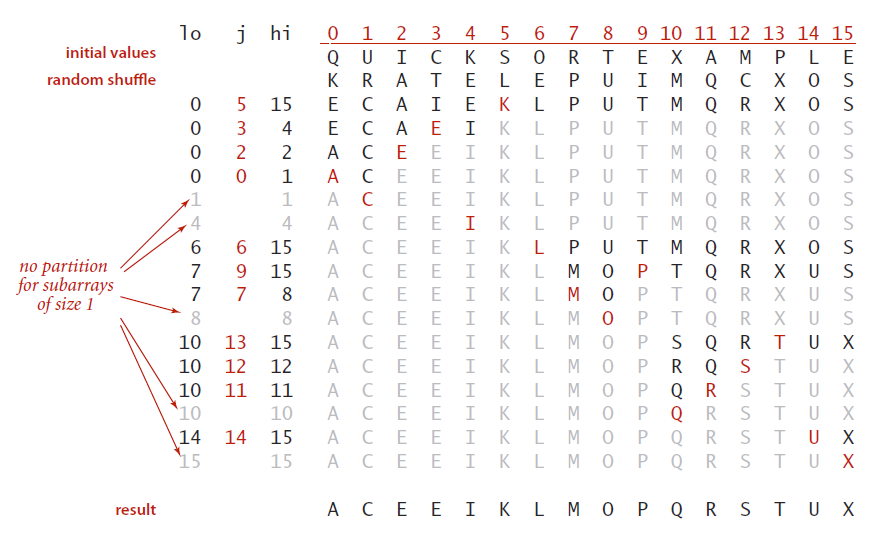 lo j hi 0 1 2 3 4 5 6 7 8 9 10 11 12 13 14 15
initial values Q U I C K S O R T E X A M P L E
random shuffle K R A T E L E P U I M Q C X O S
0 5 15 E C A I E K L P U T M Q R X O S
0 3 4 E C A E I K L P U T M Q R X O S
0 2 2 A C E E I K L P U T M Q R X O S
0 0 1 A C E E I K L P U T M Q R X O S
1 1 A C E E I K L P U T M Q R X O S
4 4 A C E E I K L P U T M Q R X O S
6 6 15 A C E E I K L P U T M Q R X O S
7 9 15 A C E E I K L M O P T Q R X U S
7 7 8 A C E E I K L M O P T Q R X U S
8 8 A C E E I K L M O P T Q R X U S
10 13 15 A C E E I K L M O P S Q R T U X
10 12 12 A C E E I K L M O P R Q S T U X
10 11 11 A C E E I K L M O P Q R S T U X
10 10 A C E E I K L M O P Q R S T U X
14 14 15 A C E E I K L M O P Q R S T U X
15 15 A C E E I K L M O P Q R S T U X
no partition
for subarrays
of size 1
result A C E E I K L M O P Q R S T U X